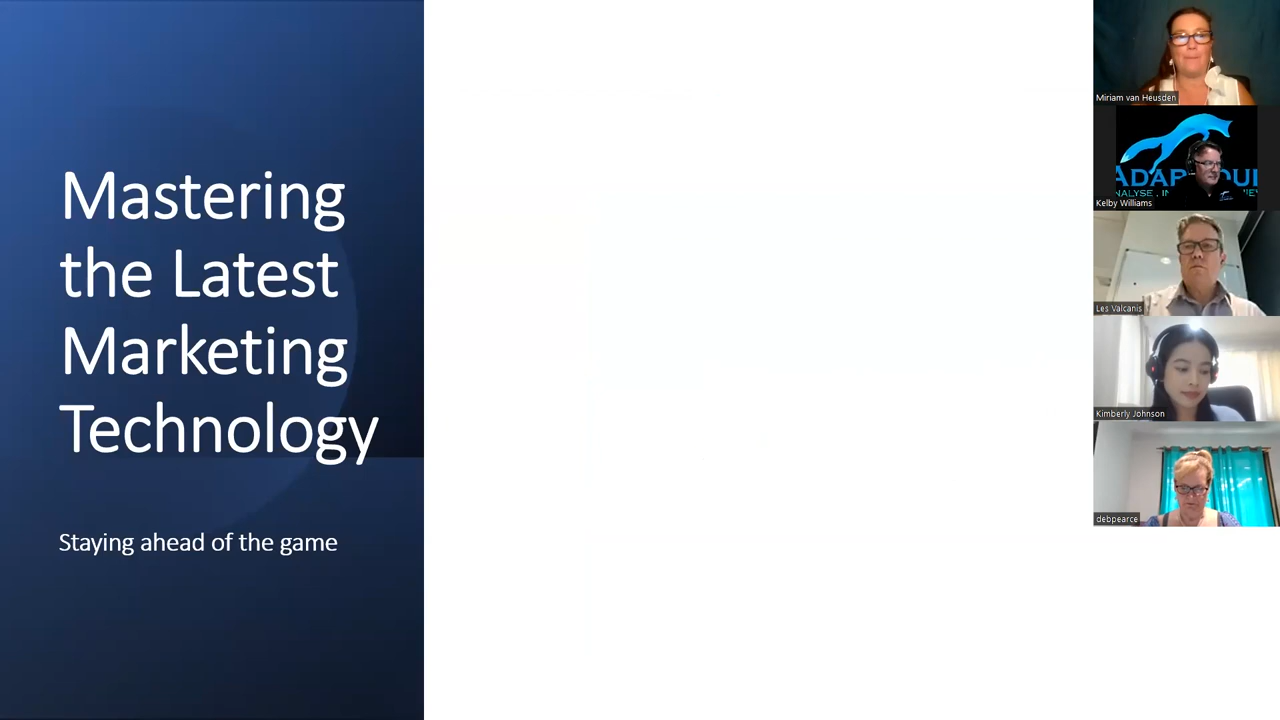 Mastering
the Latest
Marketing
Technology
Staying ahead of the game
Miriam van Heusden
Kelby Williams
Les Valcanis
Kimberly Johnson
debpearce